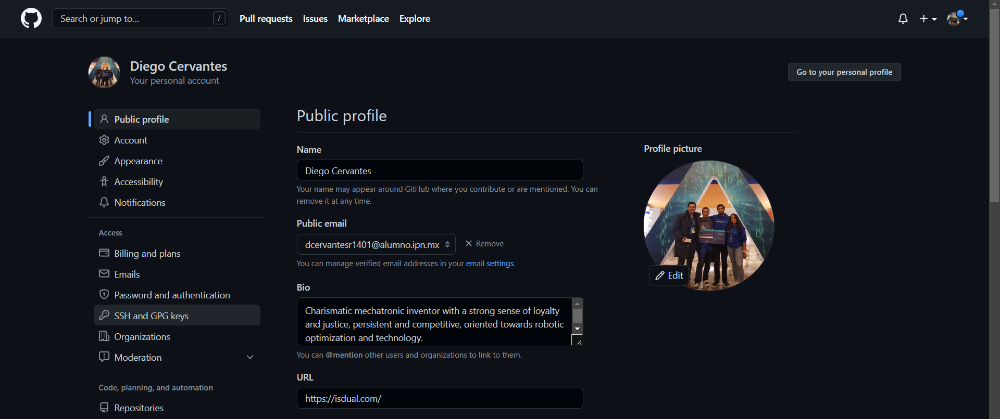 Search or jump to...
/
Pull requests
Issues
Marketplace
Explore
Diego Cervantes
Your personal account
Go to your personal profile
Public profile
Account
Appearance
Accessibility
Notifications
Access
Billing and plans
Emails
Password and authentication
SSH and GPG keys
Organizations
Moderation
Code, planning, and automation
Repositories
Public profile
Name
Diego Cervantes
Your name may appear around GitHub where you contribute or are mentioned. You can
remove it at any time.
Public email
dcervantesr1401@alumno.ipn.mx
Remove
You can manage verified email addresses in your email settings.
Bio
Charismatic mechatronic inventor with a strong sense of loyalty
and justice, persistent and competitive, oriented towards robotic
optimization and technology.
You can @mention other users and organizations to link to them.
URL
https://isdual.com/
Profile picture
Edit